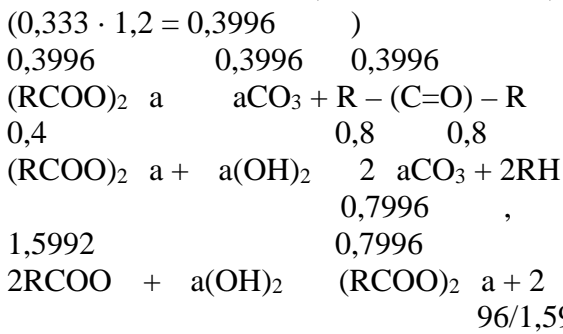 (0,333 · 1,2 = 0,3996 )
0,3996 0,3996 0,3996
(RCOO)₂ a aCO₃ + R – (C=O) – R
0,4 0,8 0,8
(RCOO)₂ a + a(OH)₂ 2 aCO₃ + 2RH
0,7996 ,
1,5992 0,7996
2RCOO + a(OH)₂ (RCOO)₂ a + 2